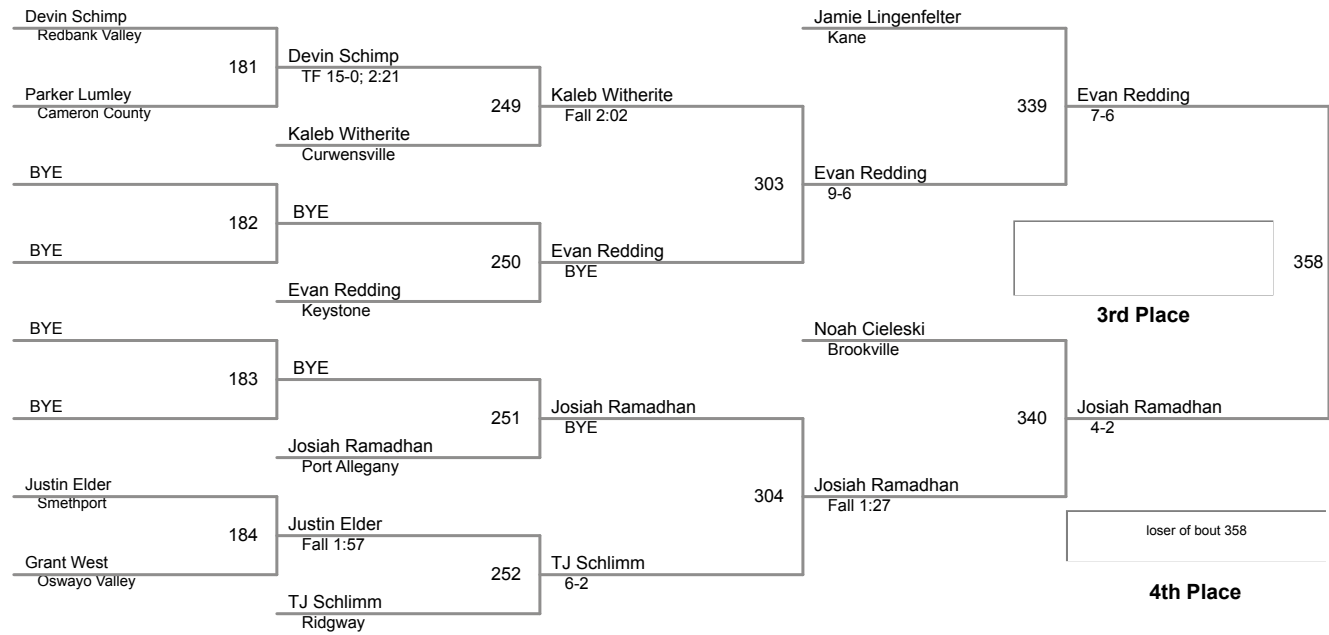 Devin Schimp
Redbank Valley
181
Parker Lumley
Cameron County
BYE
182
BYE
BYE
183
BYE
Justin Elder
Smethport
184
Grant West
Oswayo Valley
Devin Schimp
TF 15-0; 2:21
249
Kaleb Witherite
Curwensville
BYE
250
Evan Redding
Keystone
BYE
251
Josiah Ramadhan
Port Allegany
Justin Elder
Fall 1:57
252
TJ Schlimm
Ridgway
Kaleb Witherite
Fall 2:02
303
Evan Redding
BYE
Josiah Ramadhan
BYE
304
TJ Schlimm
6-2
Jamie Lingenfelter
Kane
339
Evan Redding
9-6
Noah Cieleski
Brookville
340
Josiah Ramadhan
Fall 1:27
Evan Redding
7-6
358
Josiah Ramadhan
4-2
3rd Place
loser of bout 358
4th Place